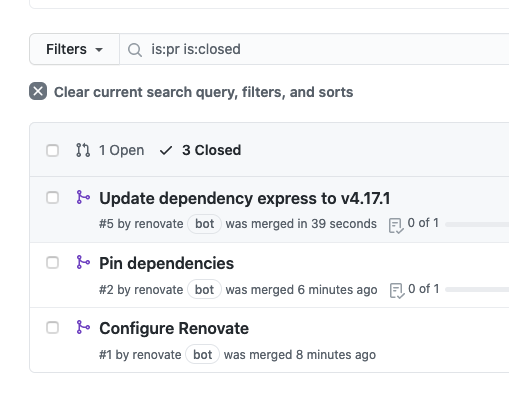 Filters
is:pr is:closed
Clear current search query, filters, and sorts
1 Open 3 Closed
Update dependency express to v4.17.1
#5 by renovate bot was merged in 39 seconds 0 of 1
Pin dependencies
#2 by renovate bot was merged 6 minutes ago 0 of 1
Configure Renovate
#1 by renovate bot was merged 8 minutes ago